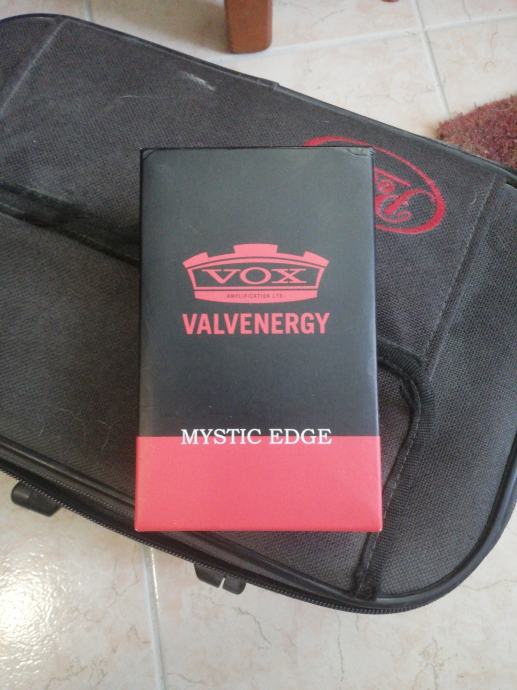 VOX
AMPLIFICATION LTD.
VALVENERGY
MYSTIC EDGE